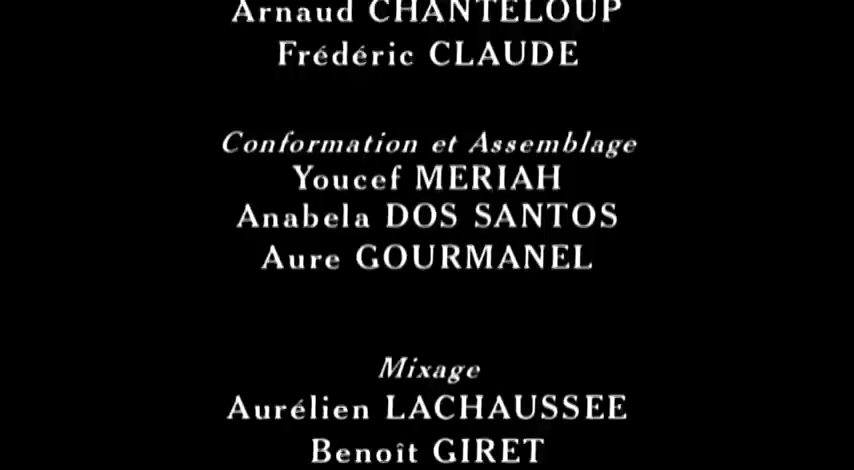 Arnaud CHANTELOUP
Frédéric CLAUDE
Conformation et Assemblage
Youcef MERIAH
Anabela DOS SANTOS
Aure GOURMANEL
Mixage
Aurélien LACHAUSSEE
Benoît GIRET